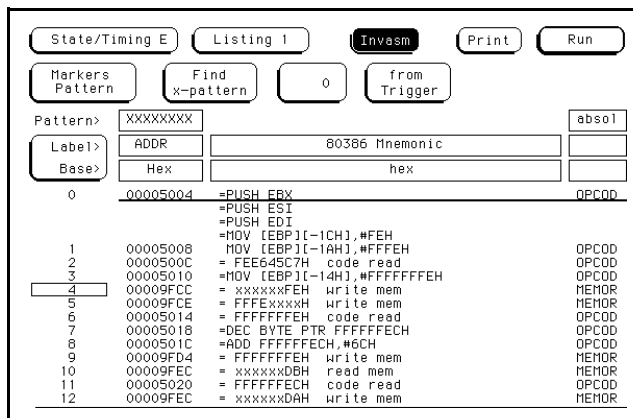 State/Timing E Listing 1 Invasm Print Run
Markers Pattern Find x-pattern 0 from Trigger
Pattern> XXXXXXXX absol
Label> ADDR 80386 Mnemonic
Base> Hex hex
0 00005004 =PUSH EBX OPCOD
=PUSH ESI
=PUSH EDI
=MOV [EBP][-1CH],#FEH
1 00005008 MOV [EBP][-1AH],#FFFEH OPCOD
2 0000500C = FEE645C7H code read OPCOD
3 00005010 =MOV [EBP][-14H],#FFFFFFFEH OPCOD
4 00009FCC = xxxxxxFEH write mem MEMOR
5 00009FCE = FFFExxxxH write mem MEMOR
6 00005014 = FFFFFFFEH code read OPCOD
7 00005018 =DEC BYTE PTR FFFFFFECH OPCOD
8 0000501C =ADD FFFFFFECH,#6CH OPCOD
9 00009FD4 = FFFFFFFEH write mem MEMOR
10 00009FEC = xxxxxxDBH read mem MEMOR
11 00005020 = FFFFFFECH code read OPCOD
12 00009FEC = xxxxxxDAH write mem MEMOR